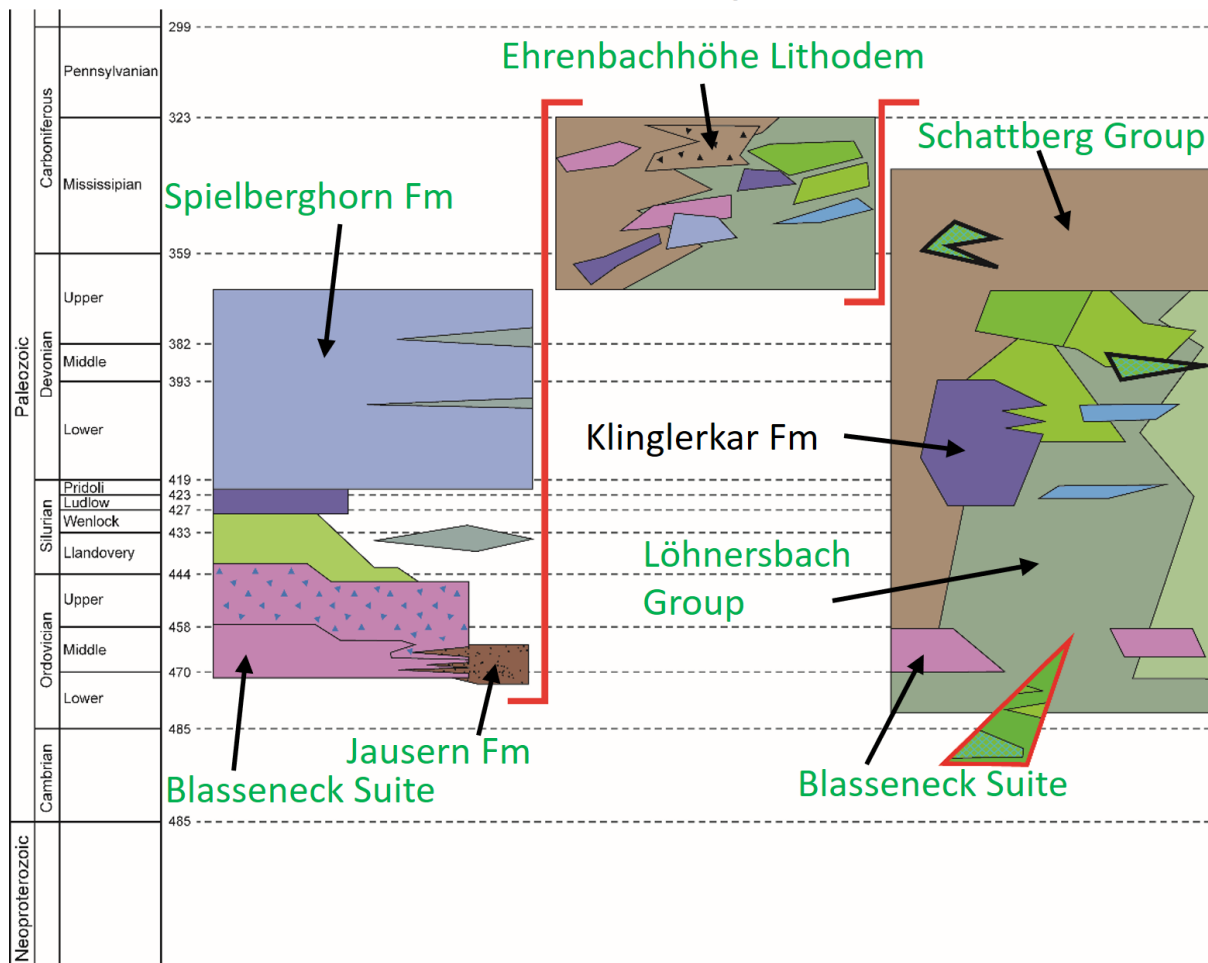 299
Pennsylvanian
323
Carboniferous
Mississipian
359
Upper
382
Middle
393
Devonian
Lower
419
Pridoli
423
Ludlow
427
Wenlock
433
Silurian
Llandovery
444
Upper
458
Middle
470
Ordovician
Lower
485
Cambrian
485
Paleozoic
Neoproterozoic
Spielberghorn Fm
Blasseneck Suite
Jausern Fm
Ehrenbachhöhe Lithodem
Schattberg Group
Klinglerkar Fm
Löhnersbach
Group
Blasseneck Suite